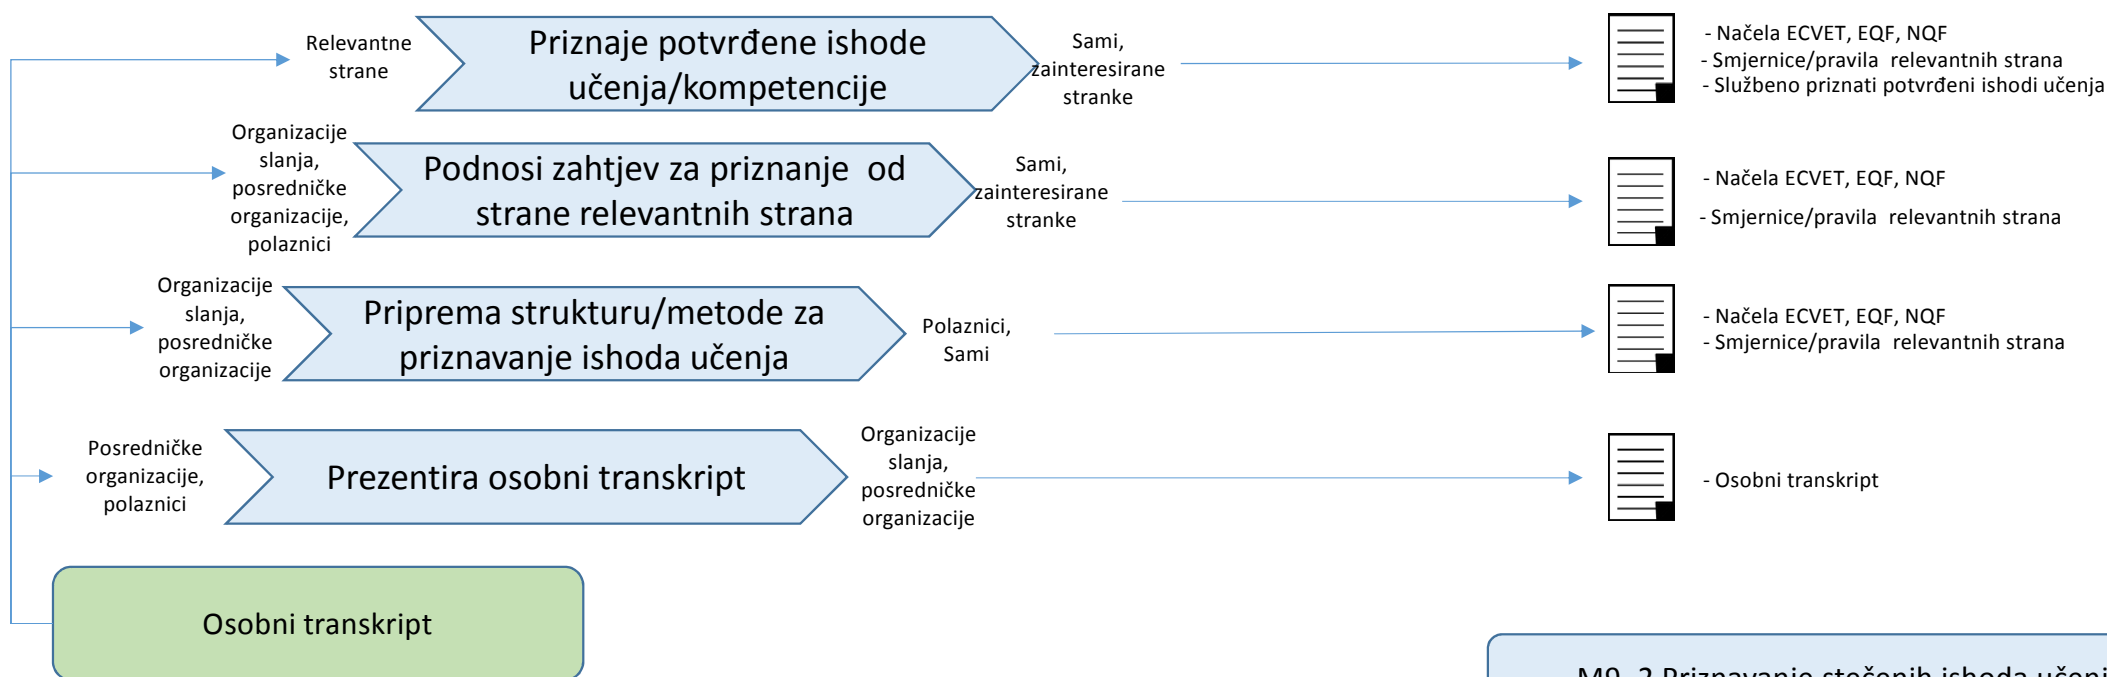 Relevantne
strane
Priznaje potvrđene ishode
učenja/kompetencije
Sami,
zainteresirane
stranke
- Načela ECVET, EQF, NQF
- Smjernice/pravila relevantnih strana
- Službeno priznati potvrđeni ishodi učenja
Organizacije
slanja,
posredničke
organizacije,
polaznici
Podnosi zahtjev za priznanje od
strane relevantnih strana
Sami,
zainteresirane
stranke
- Načela ECVET, EQF, NQF
- Smjernice/pravila relevantnih strana
Organizacije
slanja,
posredničke
organizacije
Priprema strukturu/metode za
priznavanje ishoda učenja
Polaznici,
Sami
- Načela ECVET, EQF, NQF
- Smjernice/pravila relevantnih strana
Posredničke
organizacije,
polaznici
Prezentira osobni transkript
Organizacije
slanja,
posredničke
organizacije
- Osobni transkript
Osobni transkript
M9_2 Priznavanje stečenih ishoda